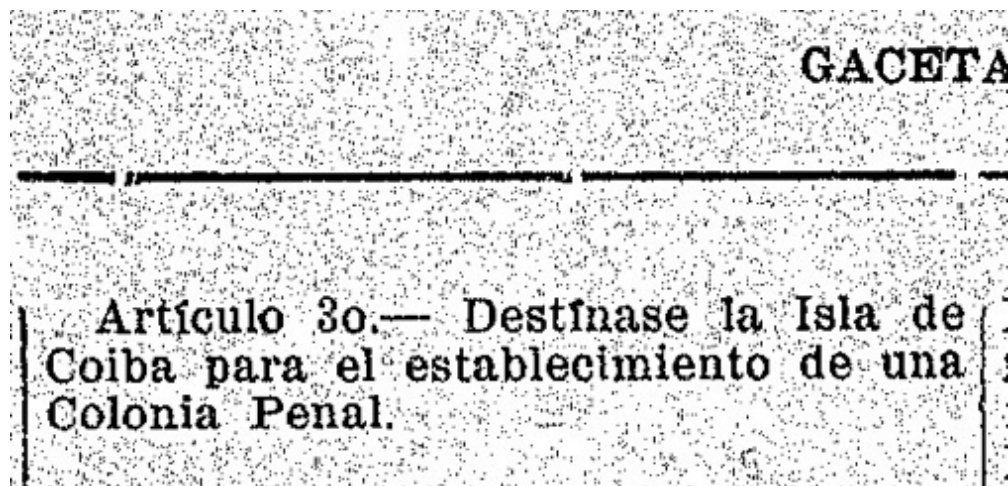 GACETA
Artículo 3o.— Destínase la Isla de
Coiba para el establecimiento de una
Colonia Penal.